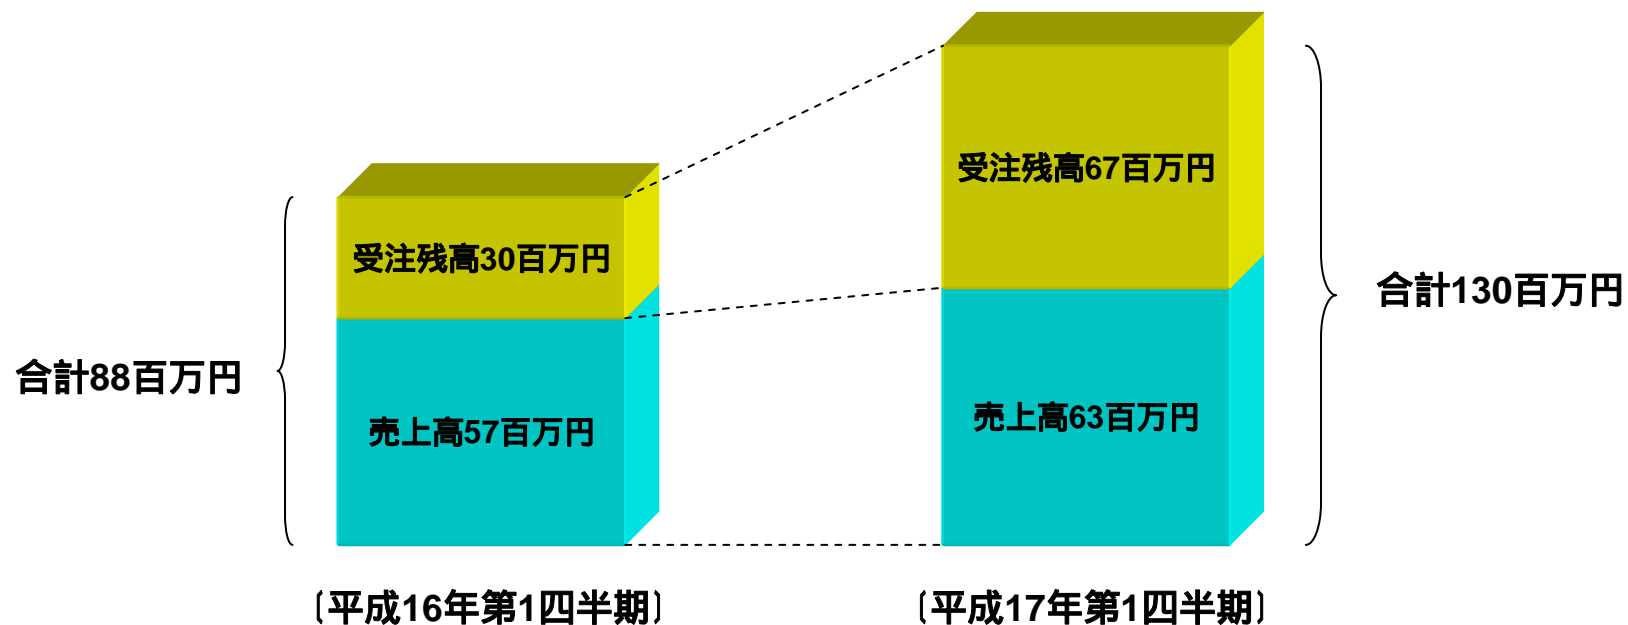 受注残高67百万円
受注残高30百万円
合計130百万円
合計88百万円
売上高57百万円
売上高63百万円
〔平成16年第1四半期〕
〔平成17年第1四半期〕